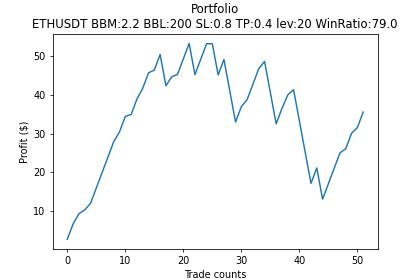 Portfolio
ETHUSDT BBM:2.2 BBL:200 SL:0.8 TP:0.4 lev:20 WinRatio:79.0
50
40
30
20
10
Profit ($)
0 10 20 30 40 50
Trade counts